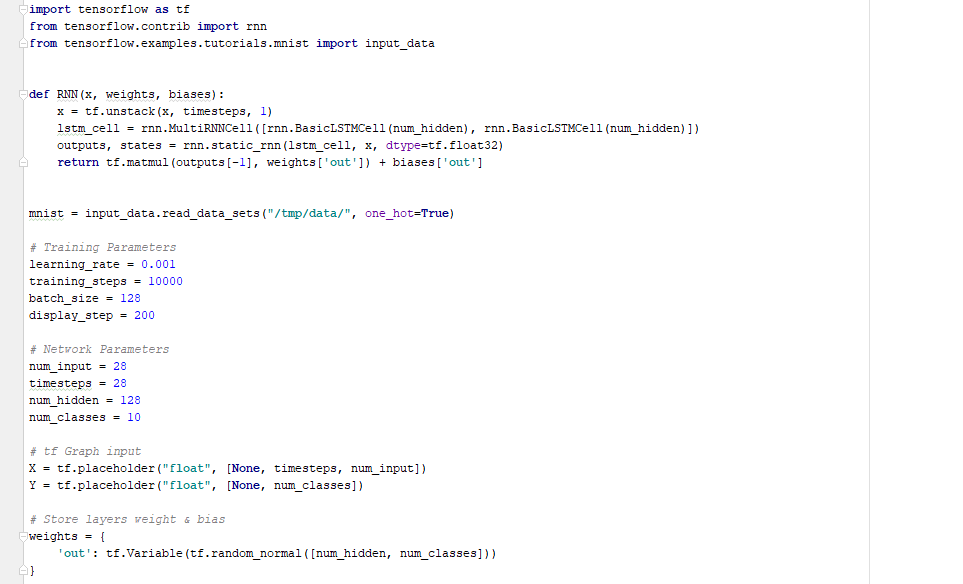 import tensorflow as tf
from tensorflow.contrib import rnn
from tensorflow.examples.tutorials.mnist import input_data
def RNN(x, weights, biases):
x = tf.unstack(x, timesteps, 1)
lstm_cell = rnn.MultiRNNCell([rnn.BasicLSTMCell(num_hidden), rnn.BasicLSTMCell(num_hidden)])
outputs, states = rnn.static_rnn(lstm_cell, x, dtype=tf.float32)
return tf.matmul(outputs[-1], weights['out']) + biases['out']
mnist = input_data.read_data_sets("/tmp/data/", one_hot=True)
# Training Parameters
learning_rate = 0.001
training_steps = 10000
batch_size = 128
display_step = 200
# Network Parameters
num_input = 28
timesteps = 28
num_hidden = 128
num_classes = 10
# tf Graph input
X = tf.placeholder("float", [None, timesteps, num_input])
Y = tf.placeholder("float", [None, num_classes])
# Store layers weight & bias
weights = {
'out': tf.Variable(tf.random_normal([num_hidden, num_classes]))
}